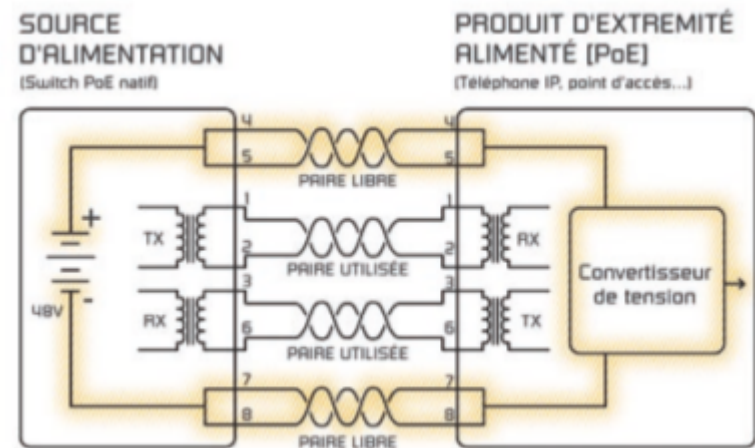 SOURCE
D'ALIMENTATION
(Switch PoE natif)
PRODUIT D'EXTREMITÉ
ALIMENTÉ [PoE]
(Téléphone IP, point d'accès...)
4 4
5 5
PAIRE LIBRE
1 1
TX RX
2 2
PAIRE UTILISÉE
3 3
RX TX
6 6
PAIRE UTILISÉE
7 7
8 8
PAIRE LIBRE
+
-
48V
Convertisseur
de tension